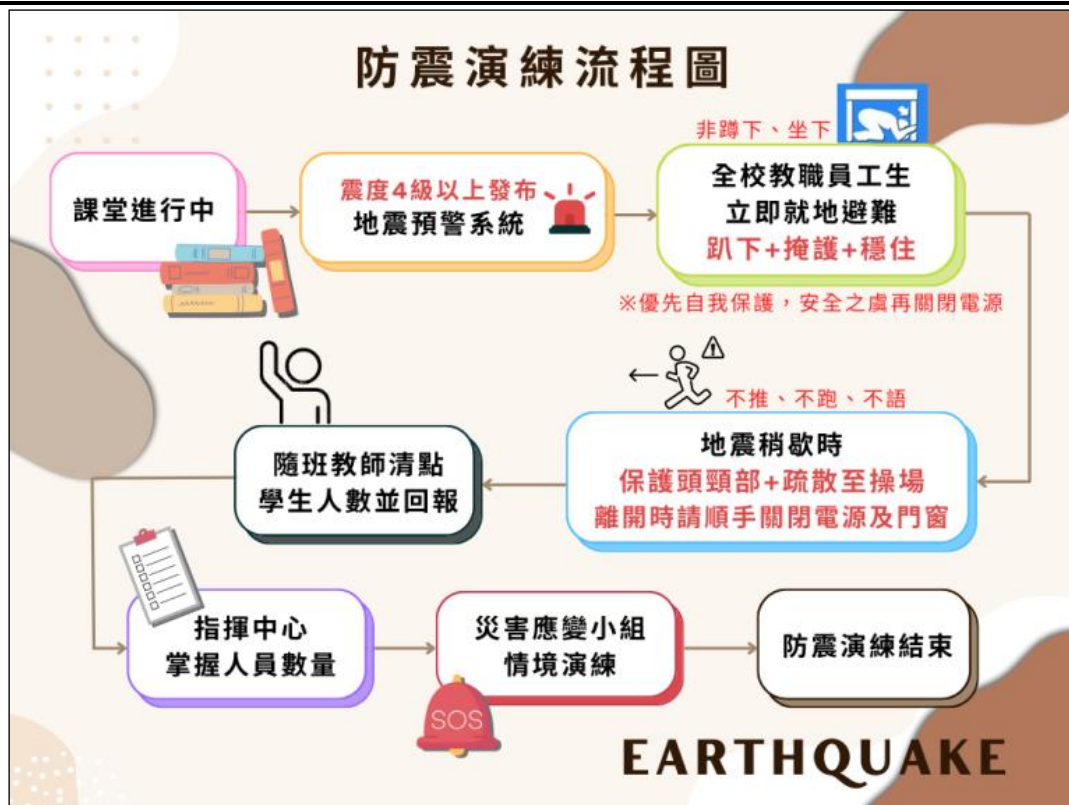 防震演練流程圖
課堂進行中
震度4級以上發布
地震預警系統
非蹲下、坐下
全校教職員工生
立即就地避難
趴下+掩護+穩住
※優先自我保護，安全之虞再關閉電源
不推、不跑、不語
地震稍歇時
保護頭頸部+疏散至操場
離開時請順手關閉電源及門窗
隨班教師清點
學生人數並回報
指揮中心
掌握人員數量
災害應變小組
情境演練
SOS
防震演練結束
EARTHQUAKE